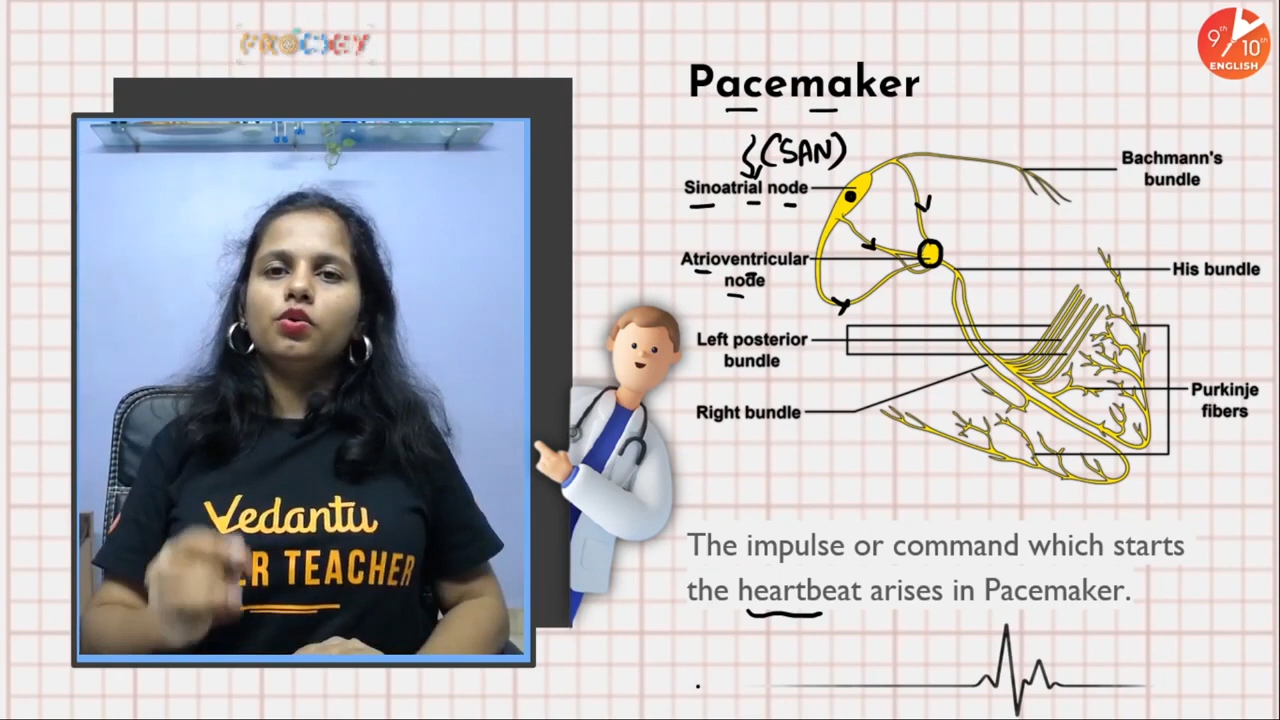 PRODIGY
9th
10th
ENGLISH
Pacemaker
(SAN)
Sinoatrial node
Bachmann's
bundle
Atrioventricular
node
His bundle
Left posterior
bundle
Right bundle
Purkinje
fibers
Vedantu
ER TEACHER
The impulse or command which starts
the heartbeat arises in Pacemaker.